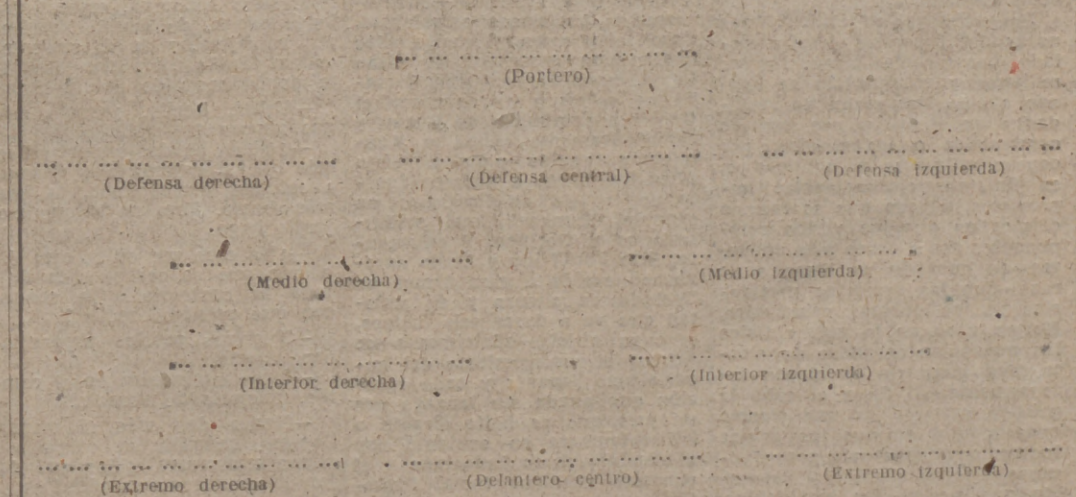 ... ... ... ... ... ... ... ... ... ...
(Portero)
... ... ... ... ... ... ... ... ... ... ... ... ... ... ... ... ... ... ... ... ... ... ... ... ... ... ... ... ... ...
(Defensa derecha) (Defensa central) (Defensa izquierda)
... ... ... ... ... ... ... ... ... ... ... ... ... ... ... ... ... ... ... ...
(Medio derecha) (Medio izquierda)
... ... ... ... ... ... ... ... ... ... ... ... ... ... ... ... ... ... ... ...
(Interior derecha) (Interior izquierda)
... ... ... ... ... ... ... ... ... ... ... ... ... ... ... ... ... ... ... ... ... ... ... ... ... ... ... ... ... ...
(Extremo derecha) (Delantero centro) (Extremo izquierda)